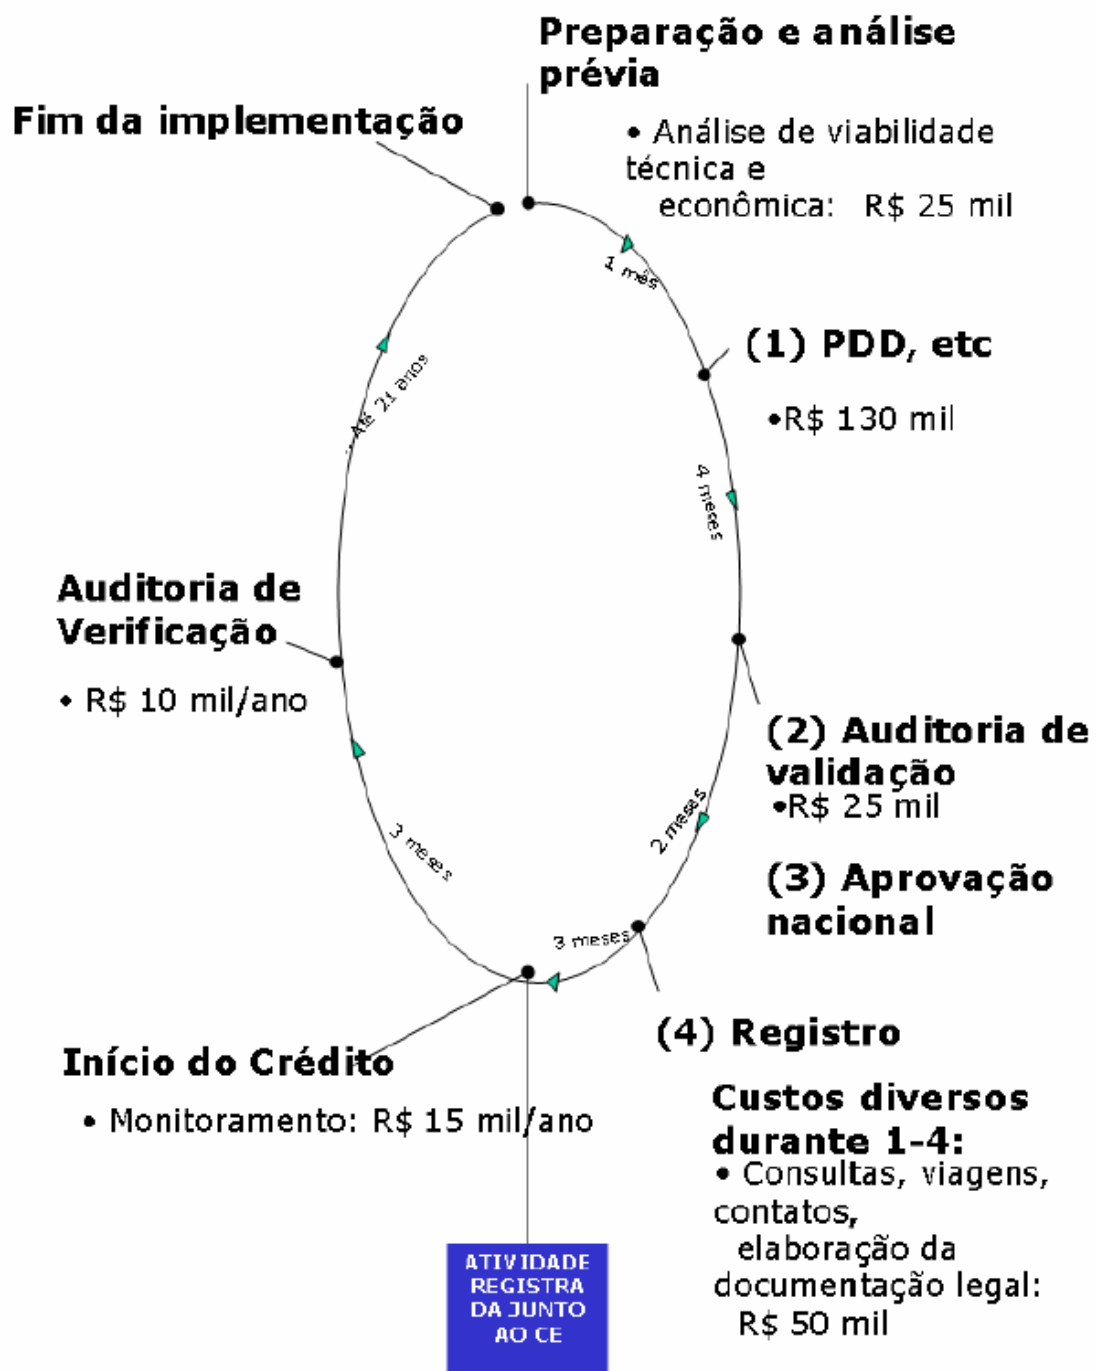 Preparação e análise
prévia
• Análise de viabilidade
técnica e
econômica: R$ 25 mil
Fim da implementação
1 mês
(1) PDD, etc
•R$ 130 mil
4 meses
Até 21 anos
Auditoria de
Verificação
• R$ 10 mil/ano
(2) Auditoria de
validação
•R$ 25 mil
2 meses
(3) Aprovação
nacional
3 meses
3 meses
(4) Registro
Início do Crédito
• Monitoramento: R$ 15 mil/ano
Custos diversos
durante 1-4:
• Consultas, viagens,
contatos,
elaboração da
documentação legal:
R$ 50 mil
ATIVIDADE
REGISTRA
DA JUNTO
AO CE